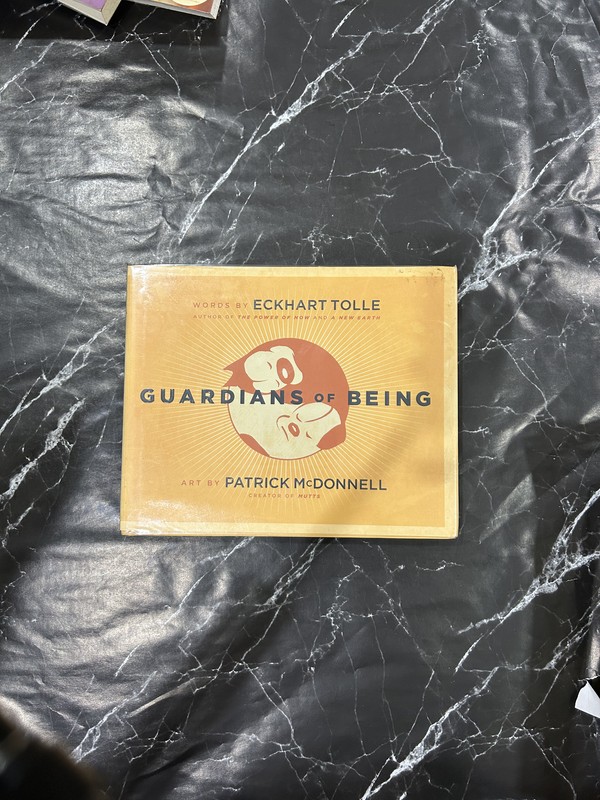 WORDS BY ECKHART TOLLE
AUTHOR OF THE POWER OF NOW AND A NEW EARTH
GUARDIANS OF BEING
ART BY PATRICK McDONNELL
CREATOR OF MUTTS